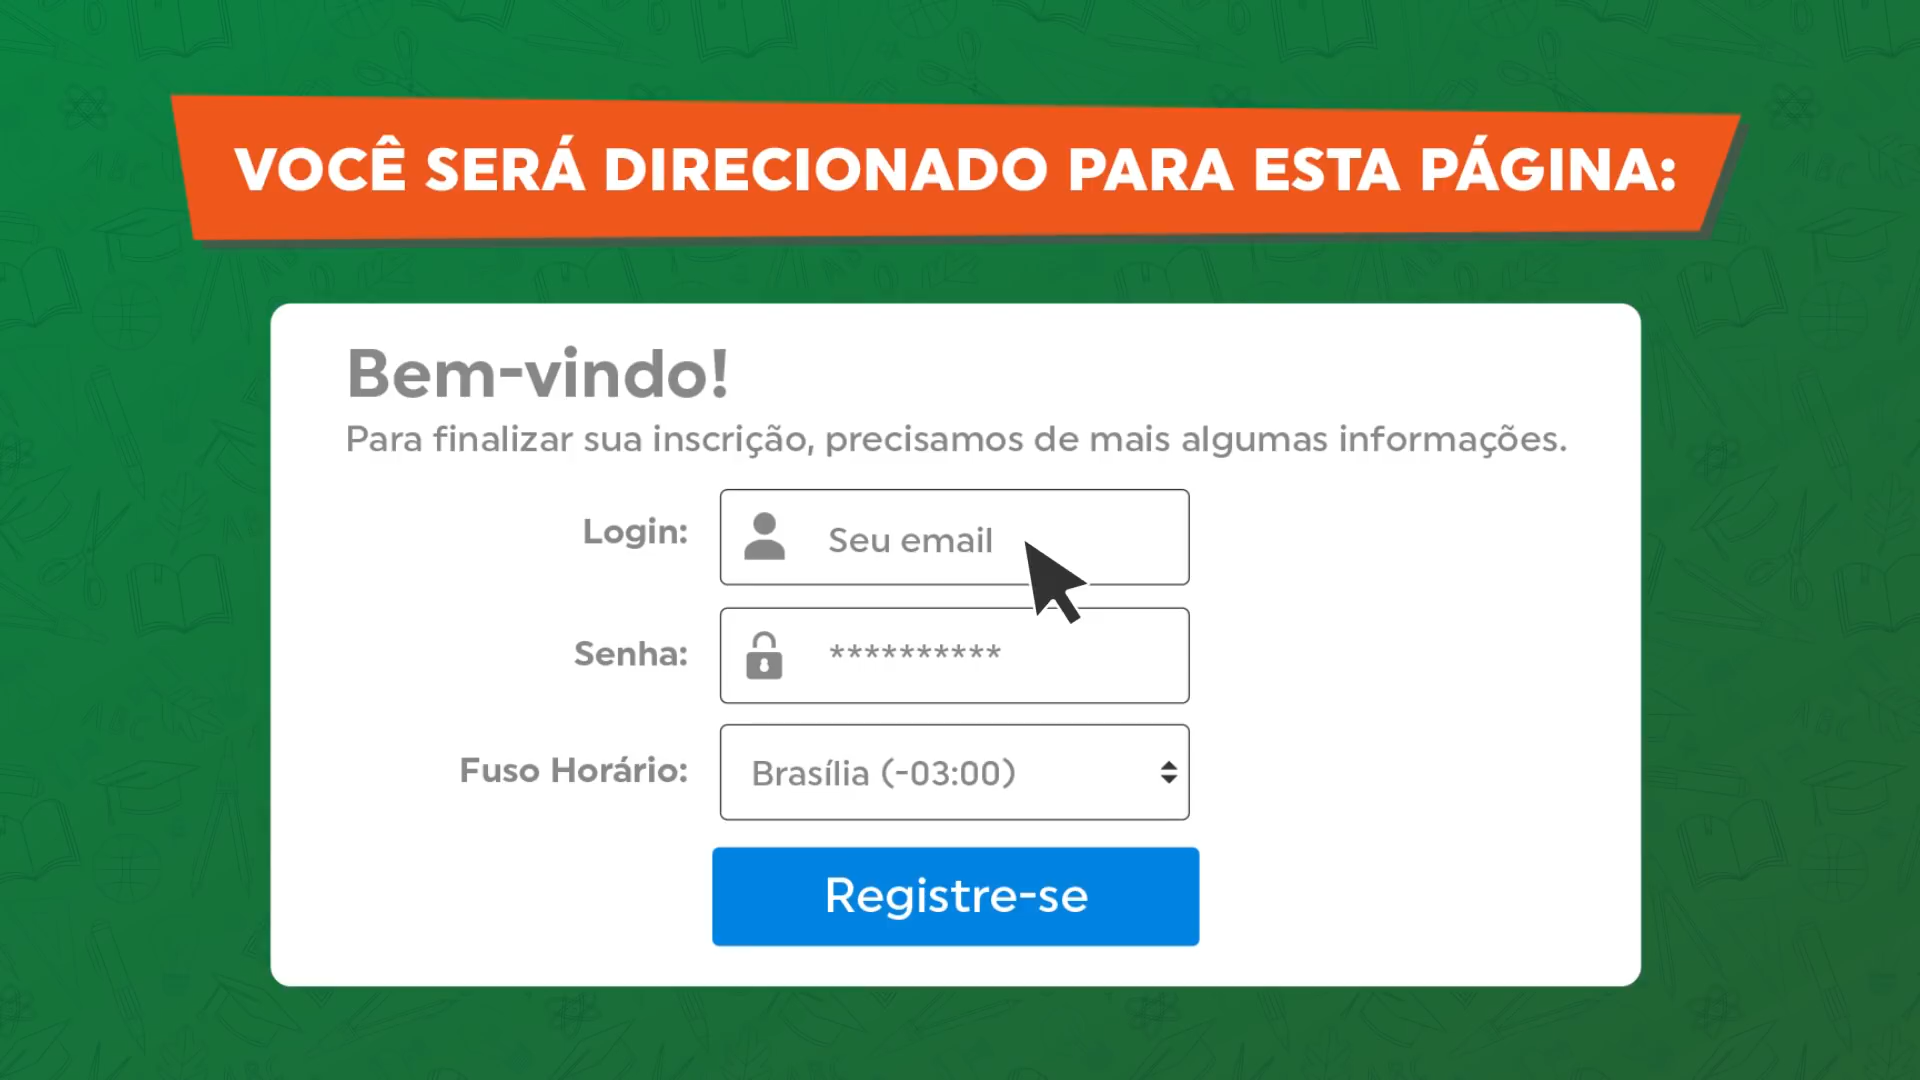 VOCÊ SERÁ DIRECIONADO PARA ESTA PÁGINA:
Bem-vindo!
Para finalizar sua inscrição, precisamos de mais algumas informações.
Login: Seu email
Senha: **********
Fuso Horário: Brasília (-03:00)
Registre-se